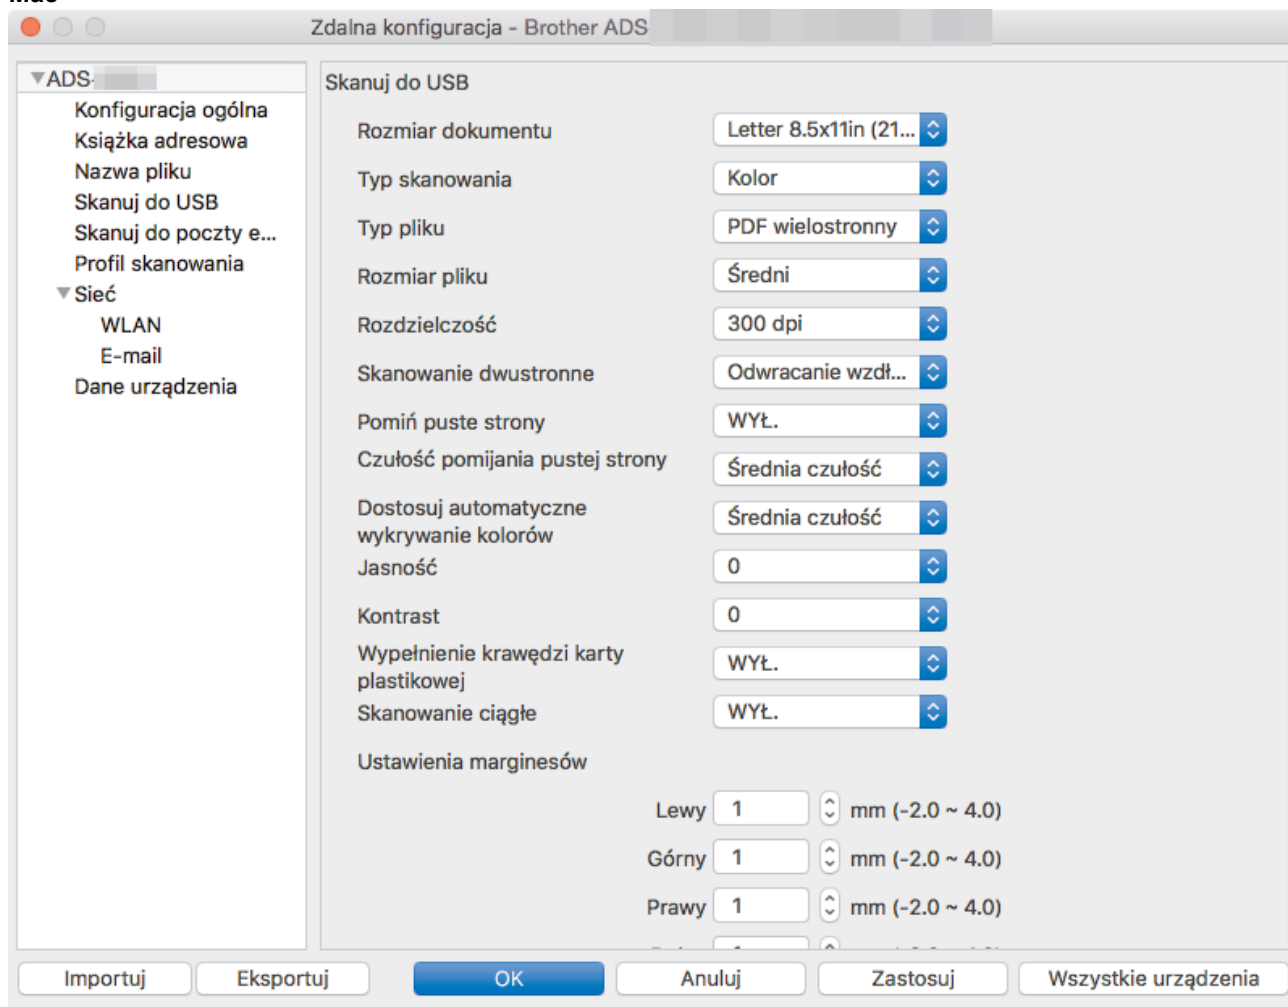 Mac
Zdalna konfiguracja - Brother ADS-
ADS-
Konfiguracja ogólna
Książka adresowa
Nazwa pliku
Skanuj do USB
Skanuj do poczty e...
Profil skanowania
Sieć
WLAN
E-mail
Dane urządzenia
Skanuj do USB
Rozmiar dokumentu Letter 8.5x11in (21...
Typ skanowania Kolor
Typ pliku PDF wielostronny
Rozmiar pliku Średni
Rozdzielczość 300 dpi
Skanowanie dwustronne Odwracanie wzdł...
Pomiń puste strony WYŁ.
Czułość pomijania pustej strony Średnia czułość
Dostosuj automatyczne
wykrywanie kolorów Średnia czułość
Jasność 0
Kontrast 0
Wypełnienie krawędzi karty
plastikowej WYŁ.
Skanowanie ciągłe WYŁ.
Ustawienia marginesów
Lewy 1 mm (-2.0 ~ 4.0)
Górny 1 mm (-2.0 ~ 4.0)
Prawy 1 mm (-2.0 ~ 4.0)
Importuj Eksportuj OK Anuluj Zastosuj Wszystkie urządzenia